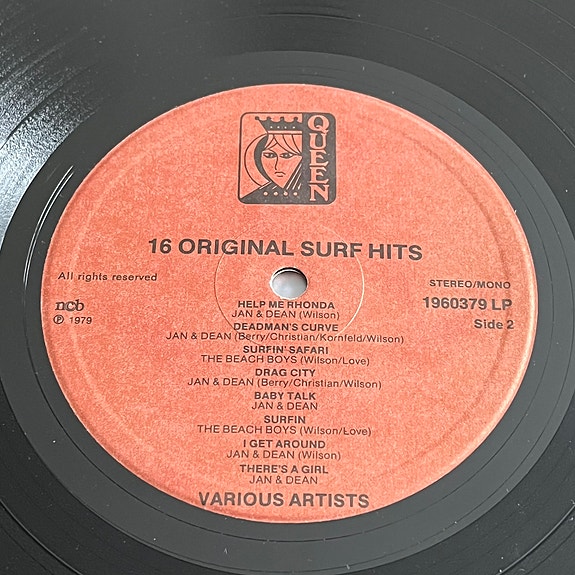 QUEEN
16 ORIGINAL SURF HITS
All rights reserved
STEREO/MONO
ncb
1960379 LP
℗ 1979
Side 2
HELP ME RHONDA
JAN & DEAN (Wilson)
DEADMAN'S CURVE
JAN & DEAN (Berry/Christian/Kornfeld/Wilson)
SURFIN' SAFARI
THE BEACH BOYS (Wilson/Love)
DRAG CITY
JAN & DEAN (Berry/Christian/Wilson)
BABY TALK
JAN & DEAN
SURFIN
THE BEACH BOYS (Wilson/Love)
I GET AROUND
JAN & DEAN (Wilson)
THERE'S A GIRL
JAN & DEAN
VARIOUS ARTISTS